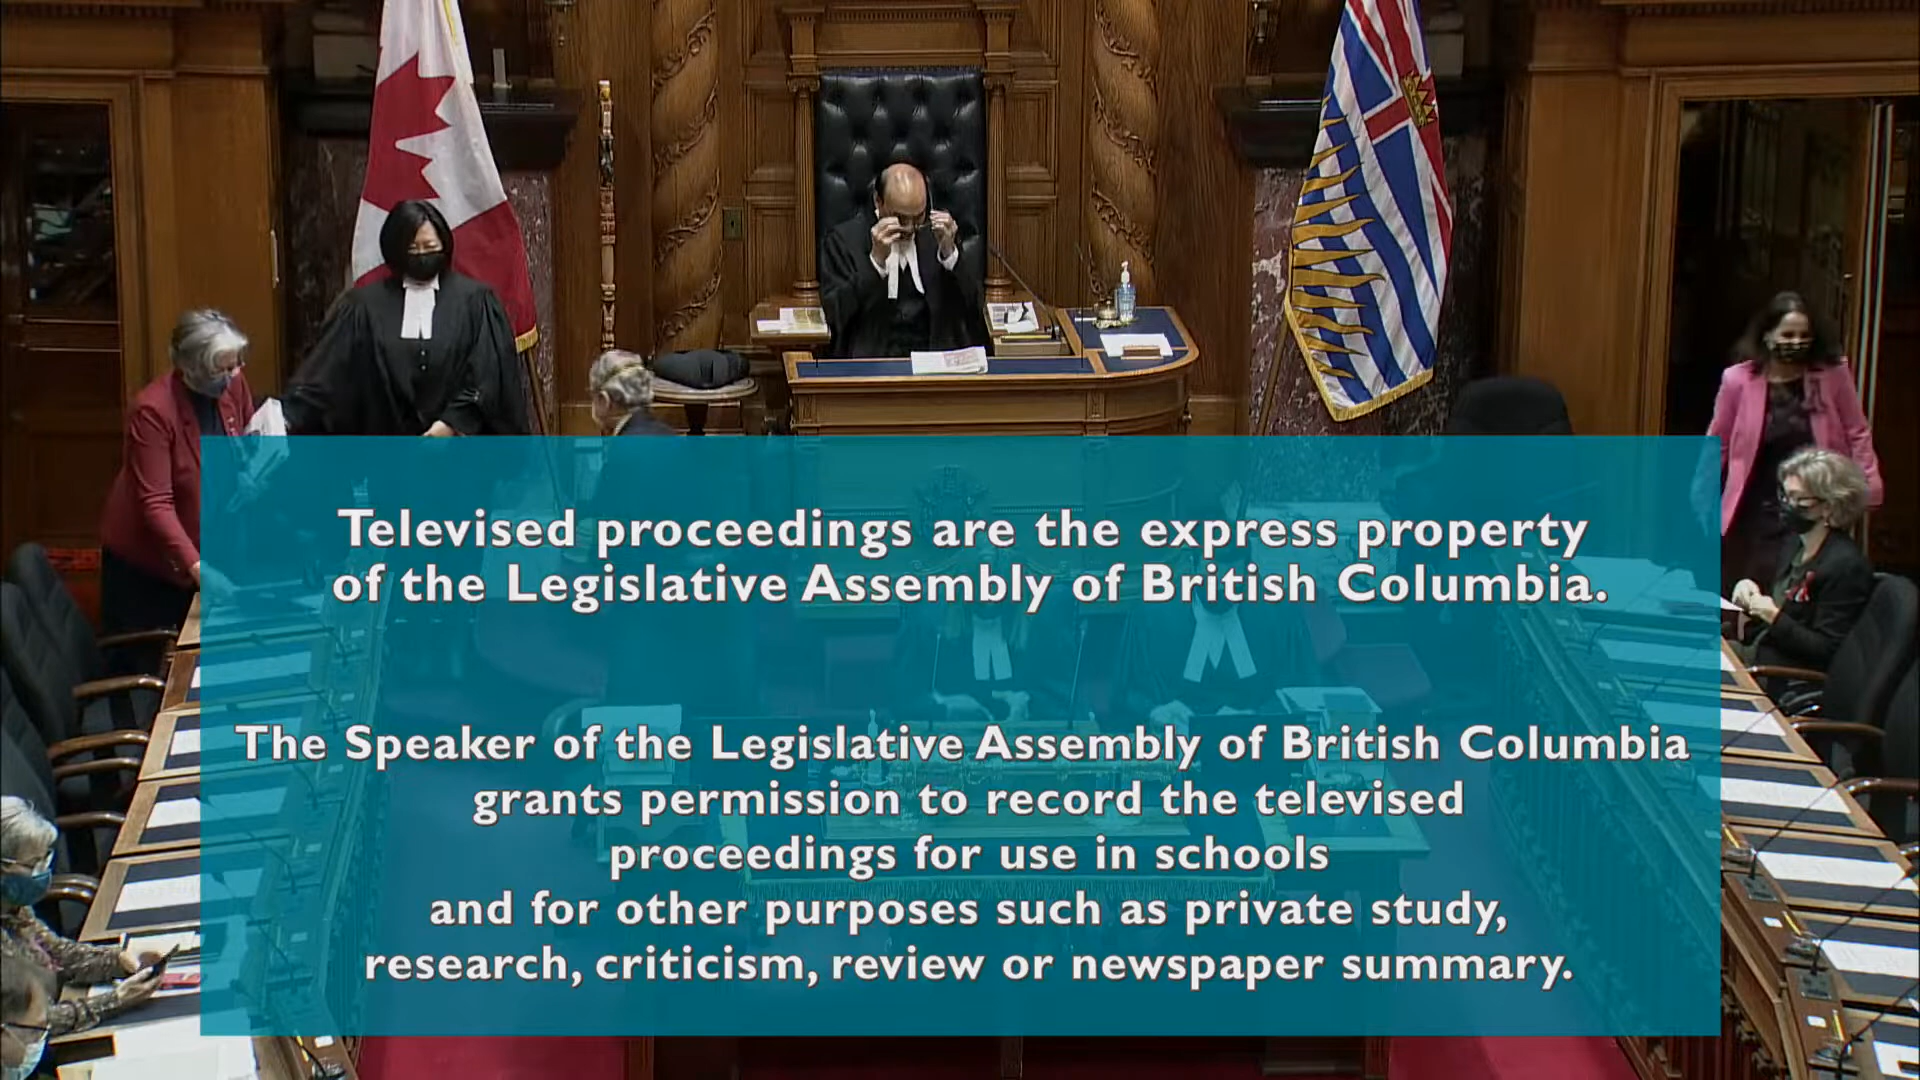 Televised proceedings are the express property
of the Legislative Assembly of British Columbia.
The Speaker of the Legislative Assembly of British Columbia
grants permission to record the televised
proceedings for use in schools
and for other purposes such as private study,
research, criticism, review or newspaper summary.